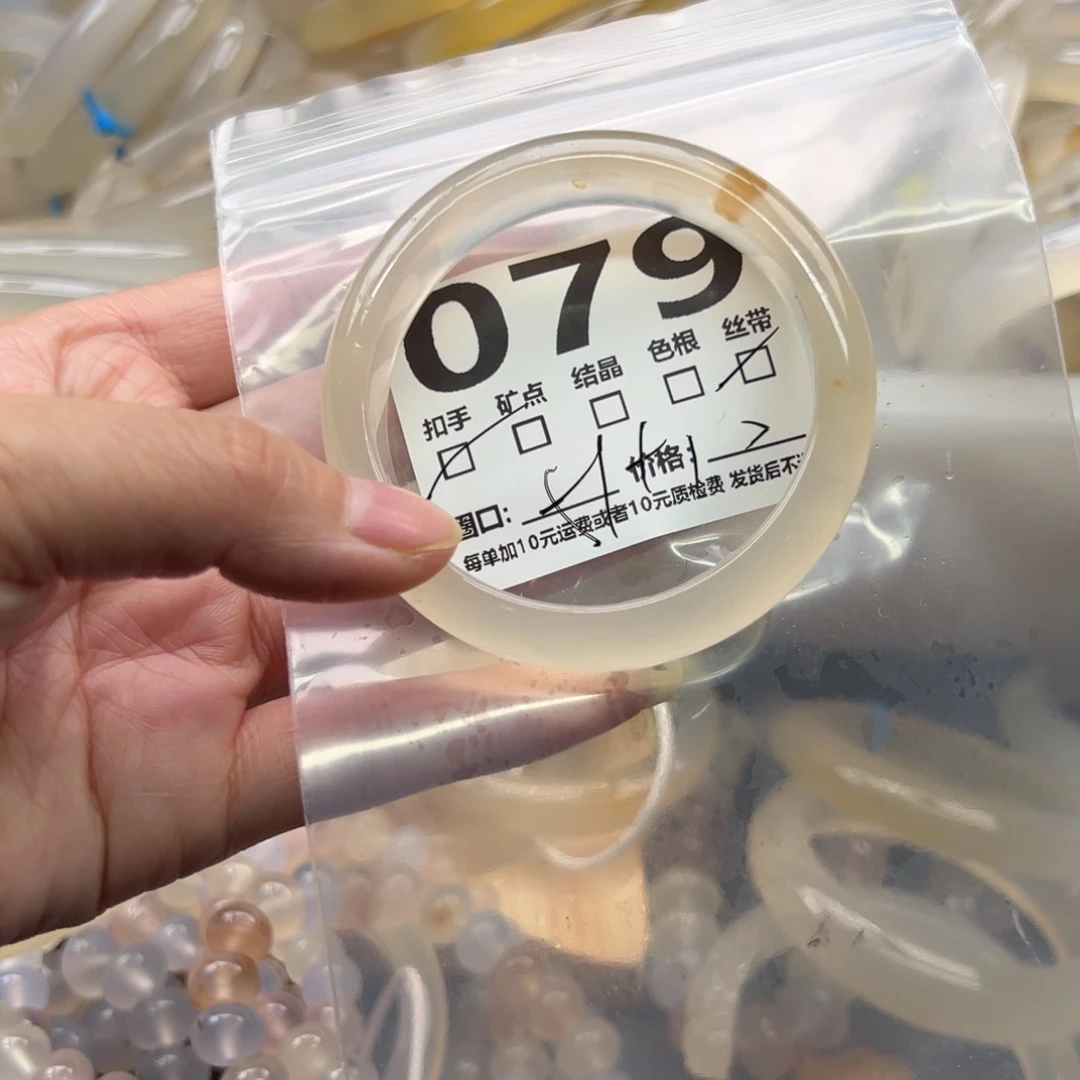 079
扣手 矿点 结晶 色根 丝带
圈口: 价格:
每单加10元运费或者10元质检费 发货后不